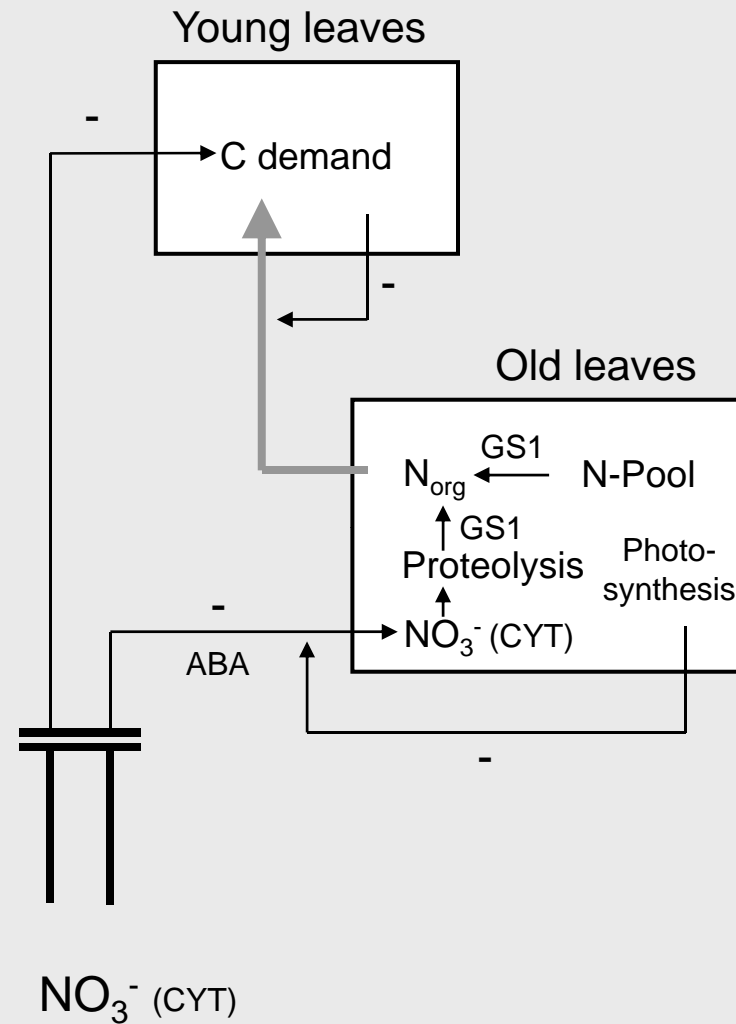 Young leaves
-
C demand
-
Old leaves
GS1
Norg
N-Pool
GS1
Proteolysis
Photo-
synthesis
-
NO3- (CYT)
ABA
-
NO3- (CYT)